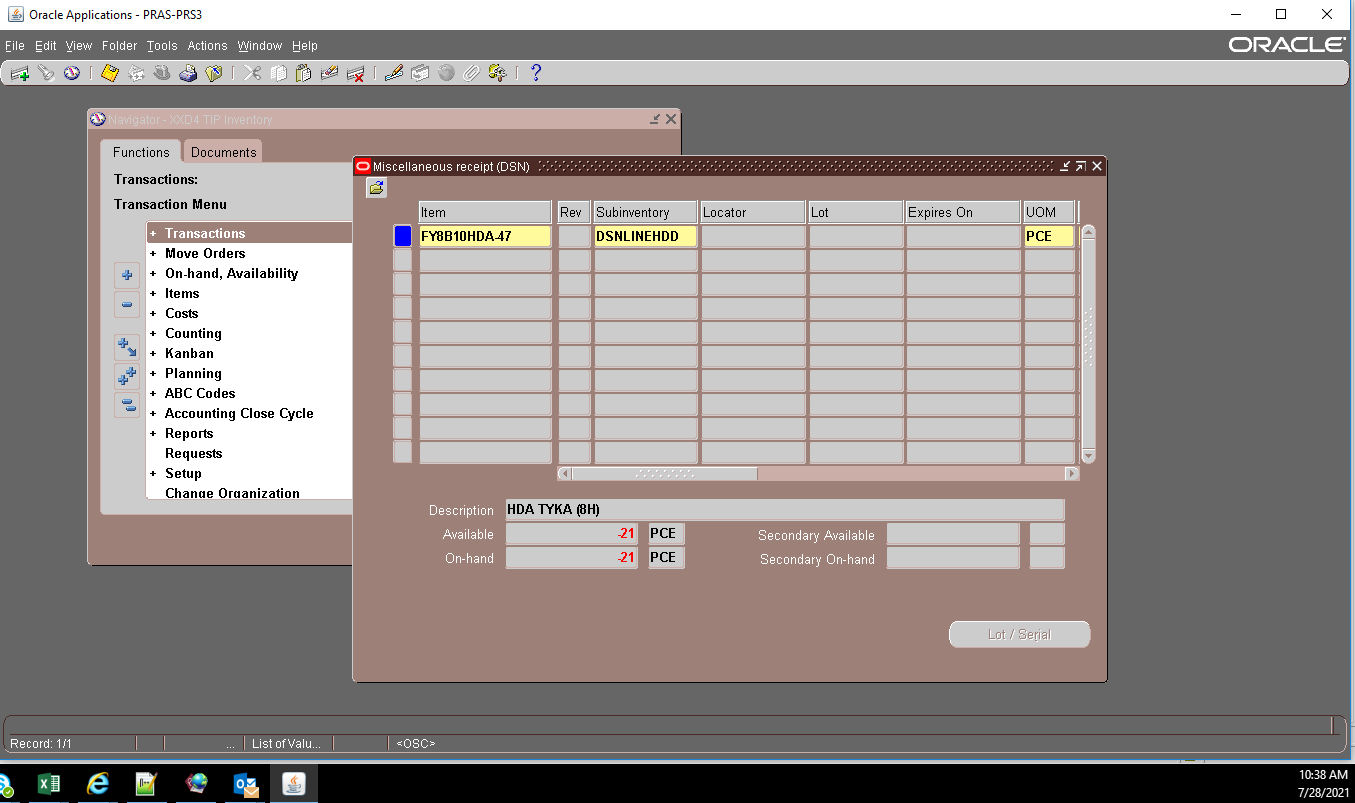 Oracle Applications - PRAS-PRS3
File Edit View Folder Tools Actions Window Help
ORACLE
Navigator - XXD4 TIP Inventory
Functions Documents
Transactions:
Transaction Menu
+ Transactions
+ Move Orders
+ On-hand, Availability
+ Items
+ Costs
+ Counting
+ Kanban
+ Planning
+ ABC Codes
+ Accounting Close Cycle
+ Reports
Requests
+ Setup
Change Organization
Miscellaneous receipt (DSN)
Item Rev Subinventory Locator Lot Expires On UOM
FY8B10HDA-47 DSNLINEHDD PCE
Description HDA TYKA (8H)
Available -21 PCE Secondary Available
On-hand -21 PCE Secondary On-hand
Lot / Serial
Record: 1/1 ... List of Valu... <OSC>
10:38 AM
7/28/2021